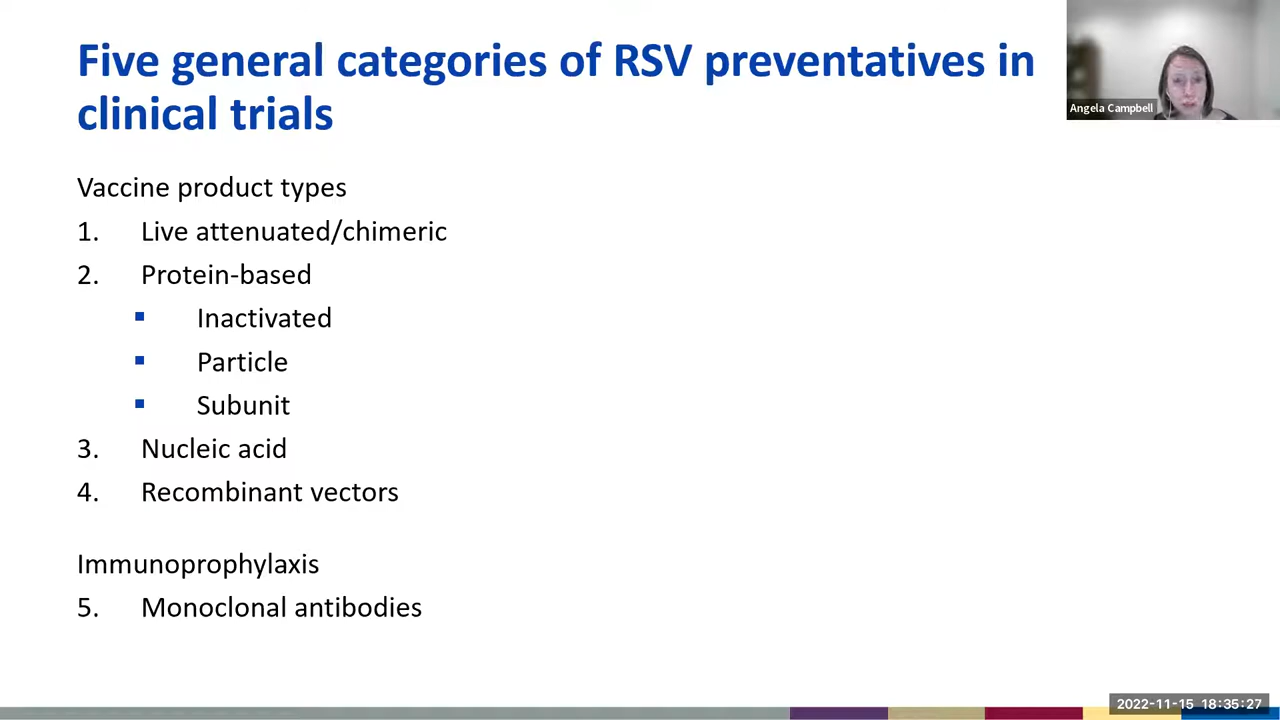 Five general categories of RSV preventatives in
clinical trials
Angela Campbell
Vaccine product types
1. Live attenuated/chimeric
2. Protein-based
▪ Inactivated
▪ Particle
▪ Subunit
3. Nucleic acid
4. Recombinant vectors
Immunoprophylaxis
5. Monoclonal antibodies
2022-11-15 18:35:27